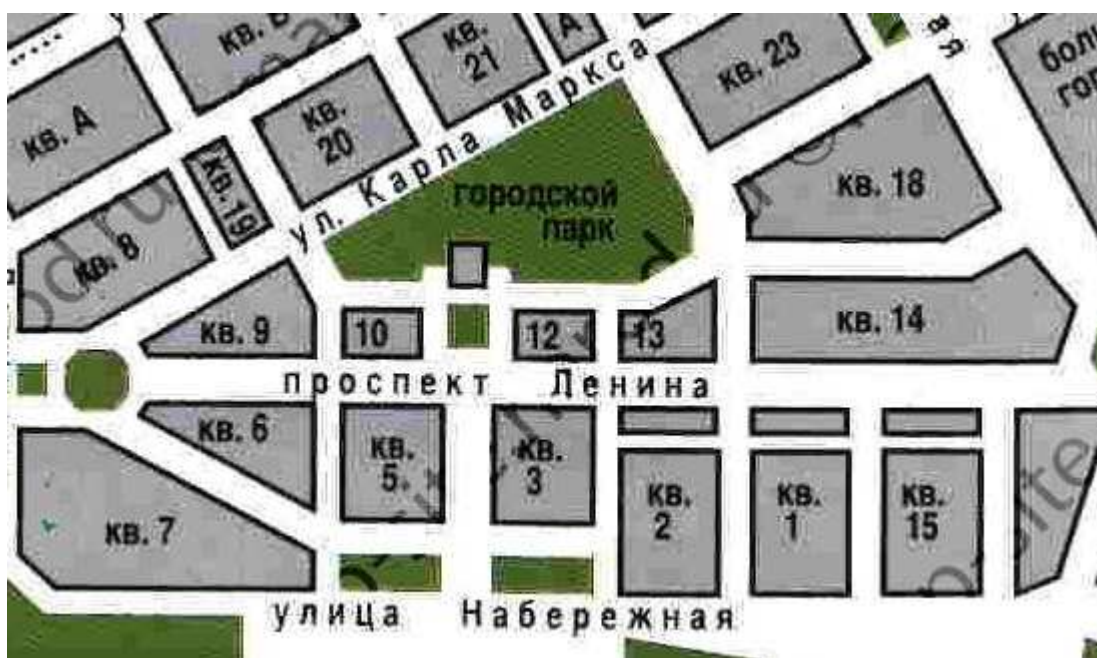 кв. Б
кв.
21
А
кв. 23
кв. А
кв.
20
ул. Карла Маркса
кв. 19
кв. 18
городской
парк
кв. 8
кв. 9
10
12
13
кв. 14
проспект Ленина
кв. 6
кв.
5
кв.
3
кв.
2
кв.
1
кв.
15
кв. 7
улица Набережная